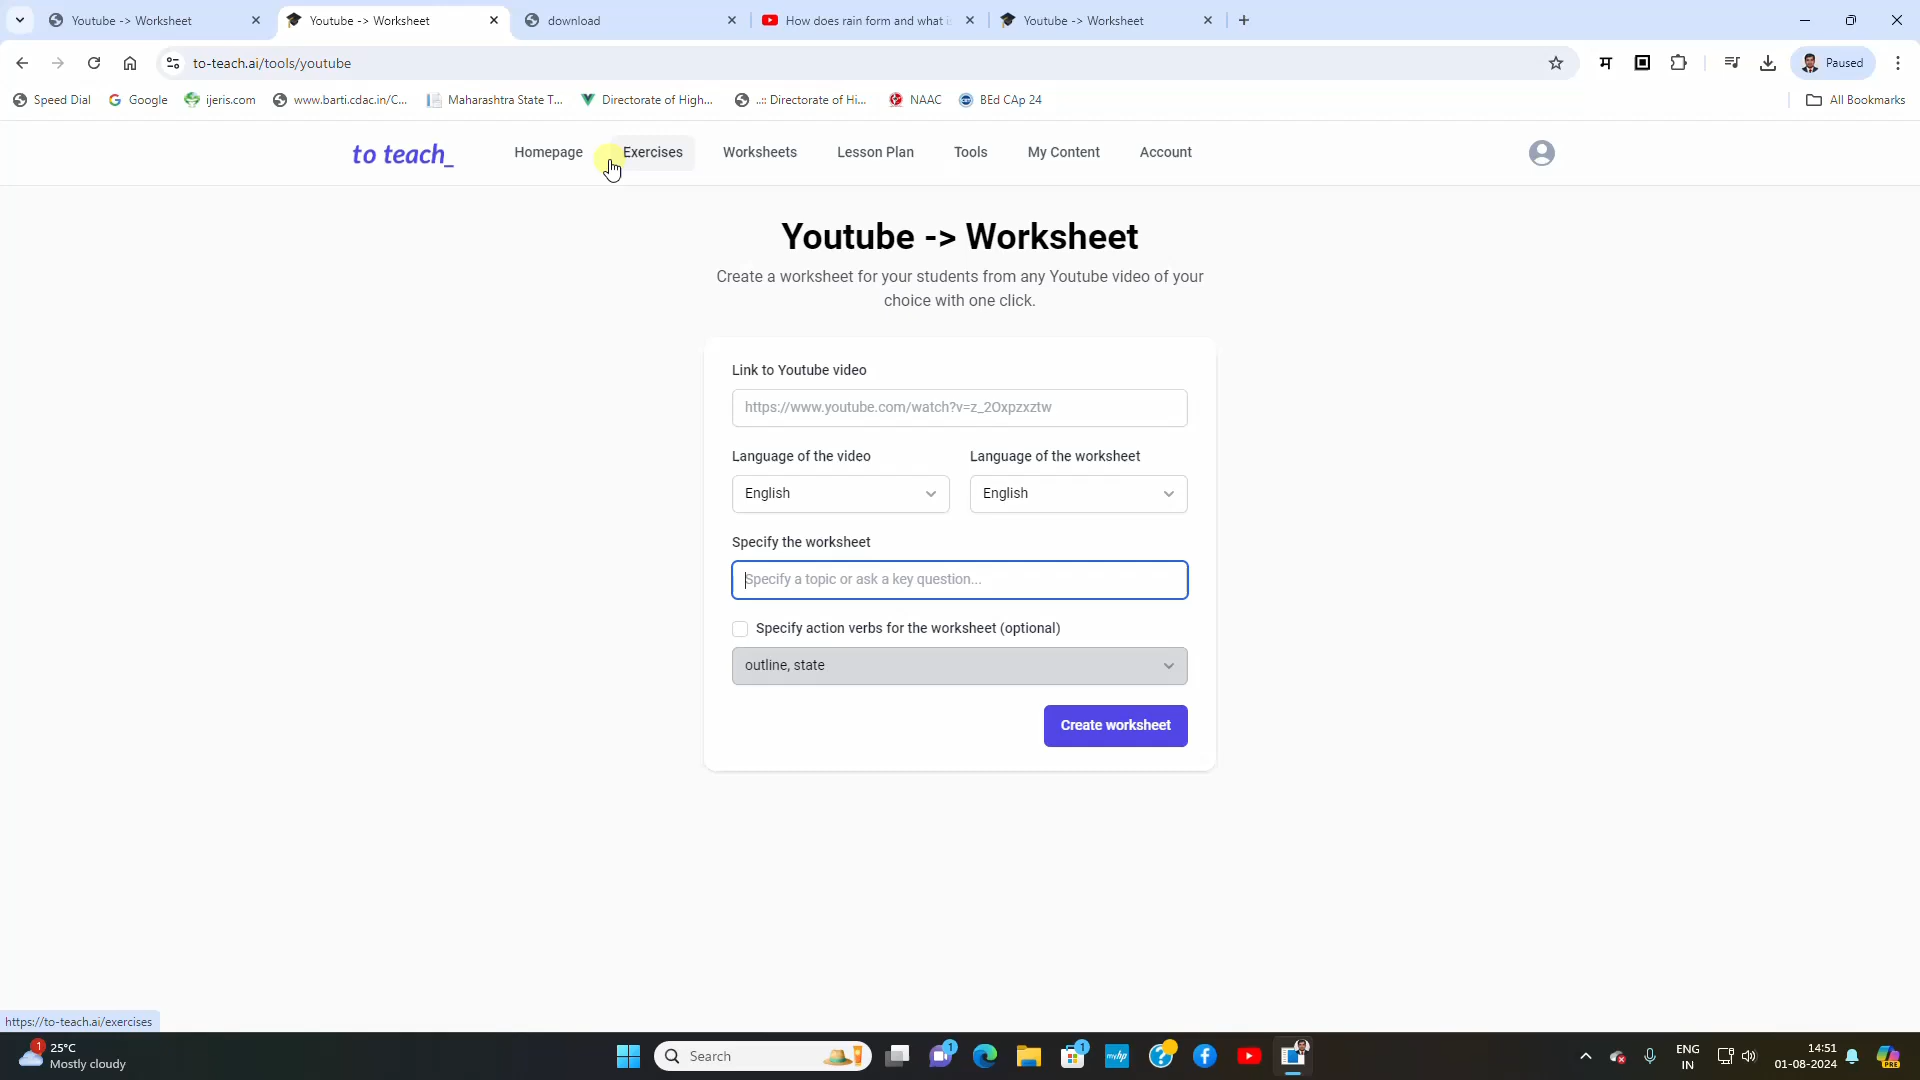 Youtube -> Worksheet
Youtube -> Worksheet
download
How does rain form and what i
Youtube -> Worksheet
to-teach.ai/tools/youtube
Paused
Speed Dial
Google
ijeris.com
www.barti.cdac.in/C...
Maharashtra State T...
Directorate of High...
..:: Directorate of Hi...
NAAC
BEd CAp 24
All Bookmarks
to teach_
Homepage
Exercises
Worksheets
Lesson Plan
Tools
My Content
Account
Youtube -> Worksheet
Create a worksheet for your students from any Youtube video of your
choice with one click.
Link to Youtube video
https://www.youtube.com/watch?v=z_2Oxpzxztw
Language of the video
Language of the worksheet
English
English
Specify the worksheet
Specify a topic or ask a key question...
Specify action verbs for the worksheet (optional)
outline, state
Create worksheet
https://to-teach.ai/exercises
1
25°C
Mostly cloudy
Search
1
1
myhp
ENG
IN
14:51
01-08-2024
PRE